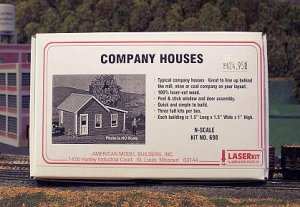 COMPANY HOUSES
$24.95
- Typical company houses - Great to line up behind
the mill, mine or coal company on your layout.
- 100% laser-cut wood.
- Peel & stick window and door assembly.
- Quick and simple to build.
- Three full kits per box.
- Each building is 1.5" Long x 1.5" Wide x 1" High
Photo is HO Scale
N-SCALE
KIT NO. 698
AMERICAN MODEL BUILDERS, INC.
1420 Hanley Industrial Court, St. Louis, Missouri 63144
LASERKIT